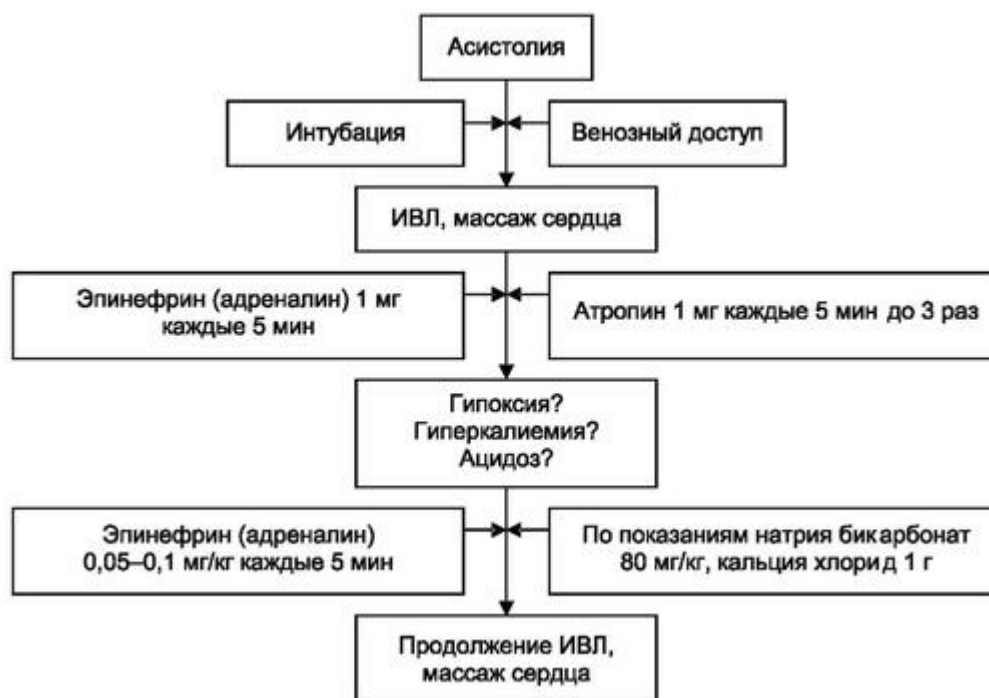 Асистолия
Интубация
Венозный доступ
ИВЛ, массаж сердца
Эпинефрин (адреналин) 1 мг
каждые 5 мин
Атропин 1 мг каждые 5 мин до 3 раз
Гипоксия?
Гиперкалиемия?
Ацидоз?
Эпинефрин (адреналин)
0,05–0,1 мг/кг каждые 5 мин
По показаниям натрия бикарбонат
80 мг/кг, кальция хлорид 1 г
Продолжение ИВЛ,
массаж сердца